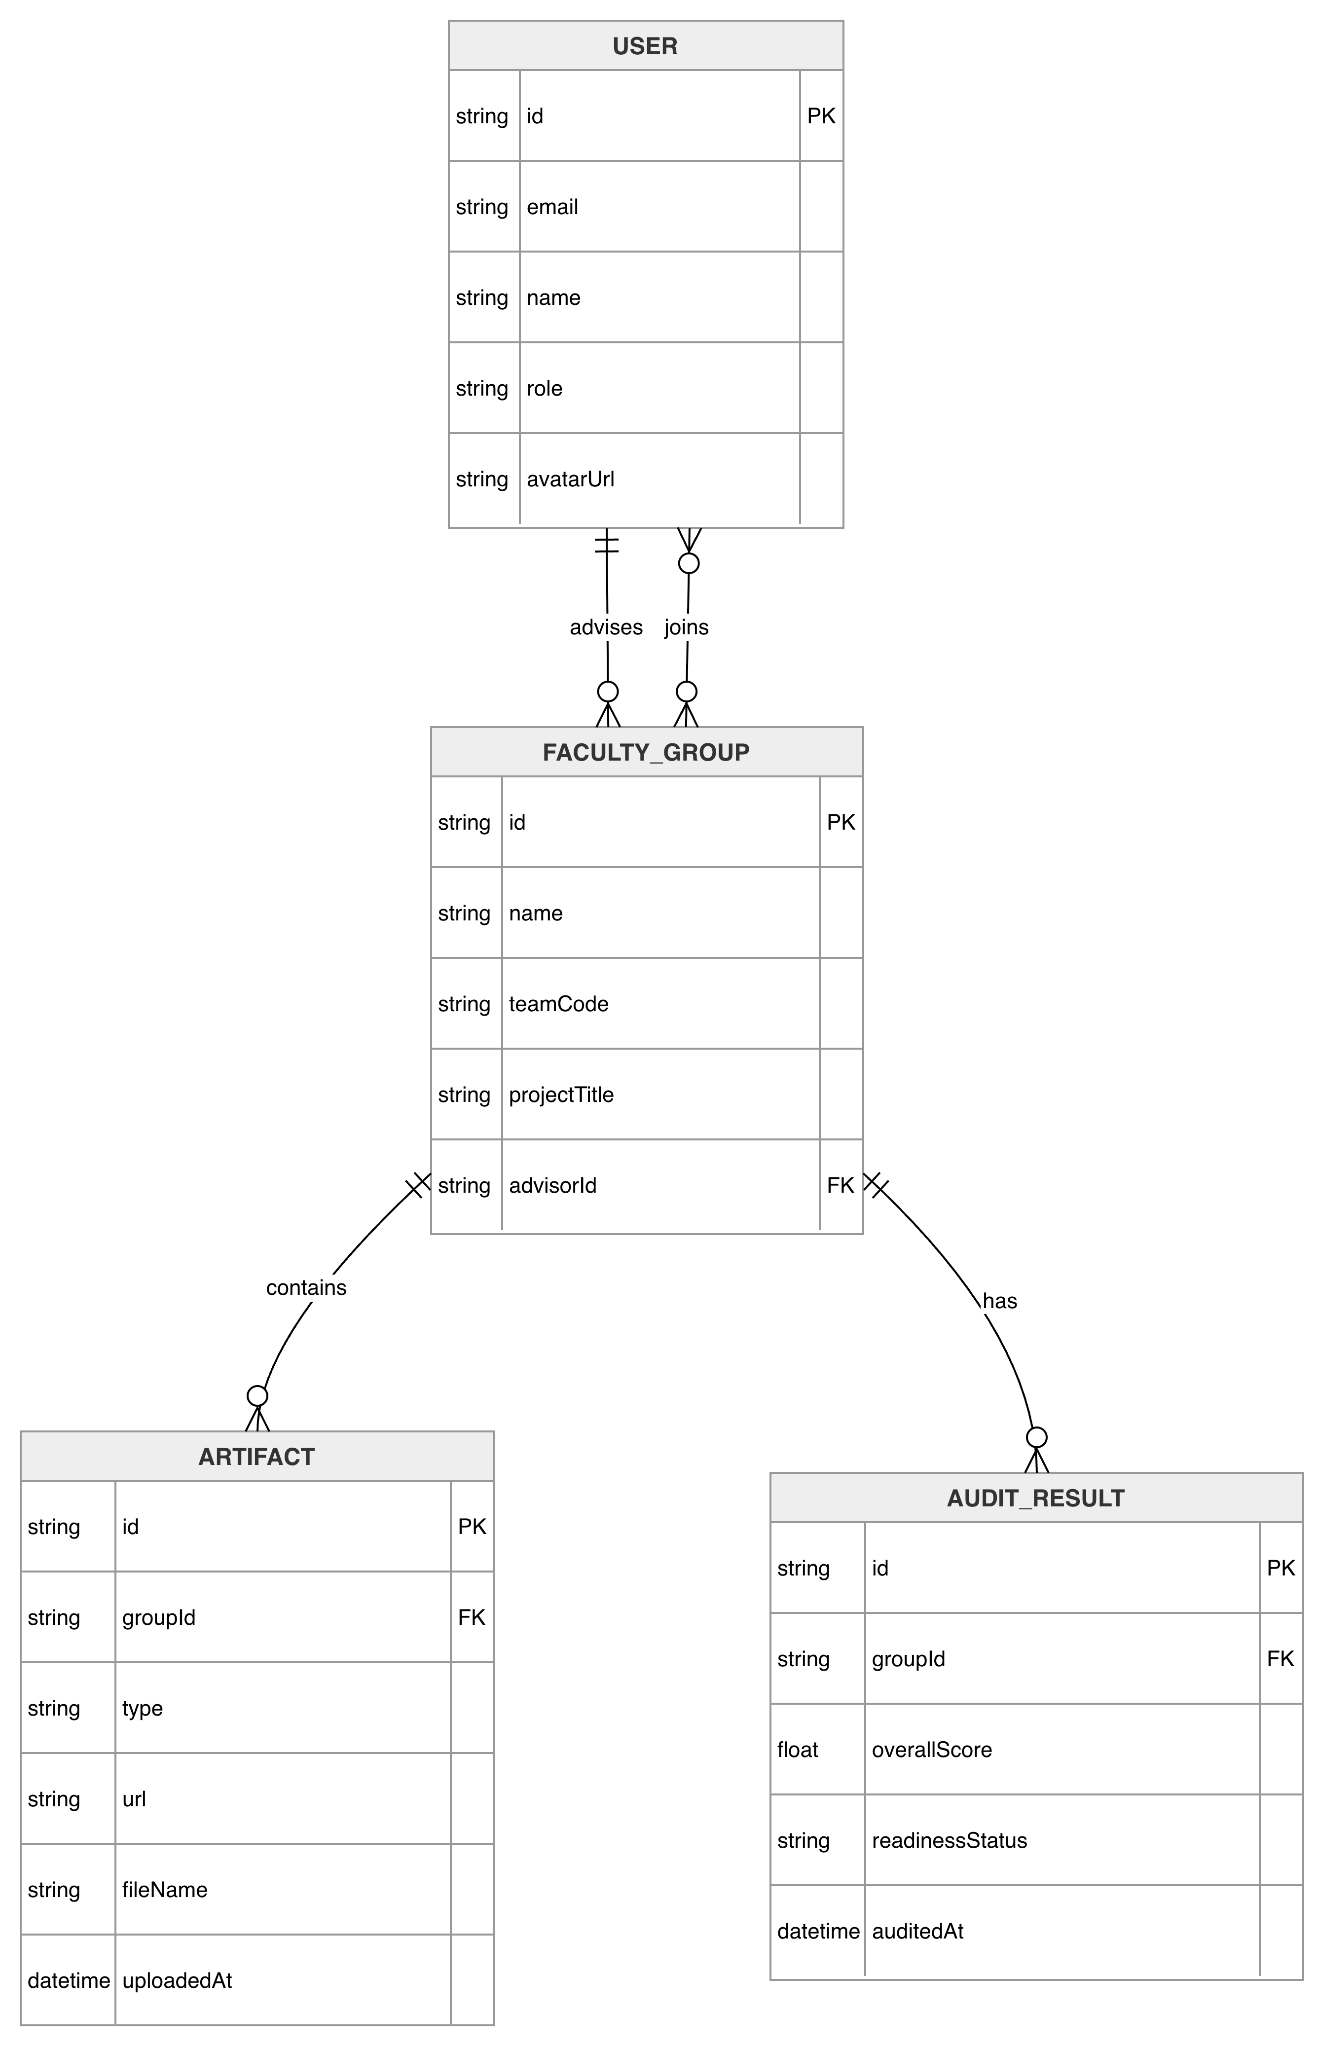 USER
string id PK
string email
string name
string role
string avatarUrl
advises joins
FACULTY_GROUP
string id PK
string name
string teamCode
string projectTitle
string advisorId FK
contains
has
ARTIFACT
string id PK
string groupId FK
string type
string url
string fileName
datetime uploadedAt
AUDIT_RESULT
string id PK
string groupId FK
float overallScore
string readinessStatus
datetime auditedAt